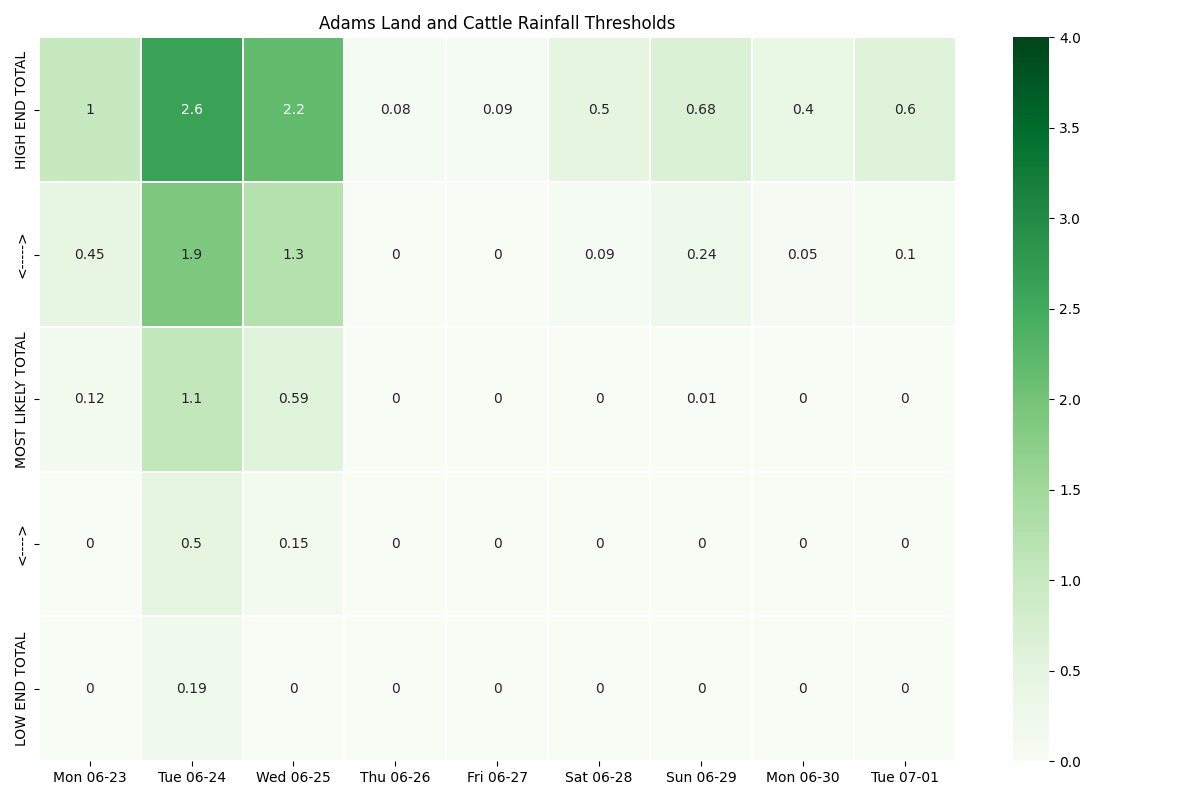 Adams Land and Cattle Rainfall Thresholds
HIGH END TOTAL
1 2.6 2.2 0.08 0.09 0.5 0.68 0.4 0.6
<----->
0.45 1.9 1.3 0 0 0.09 0.24 0.05 0.1
MOST LIKELY TOTAL
0.12 1.1 0.59 0 0 0 0.01 0 0
<---->
0 0.5 0.15 0 0 0 0 0 0
LOW END TOTAL
0 0.19 0 0 0 0 0 0 0
Mon 06-23 Tue 06-24 Wed 06-25 Thu 06-26 Fri 06-27 Sat 06-28 Sun 06-29 Mon 06-30 Tue 07-01
4.0
3.5
3.0
2.5
2.0
1.5
1.0
0.5
0.0